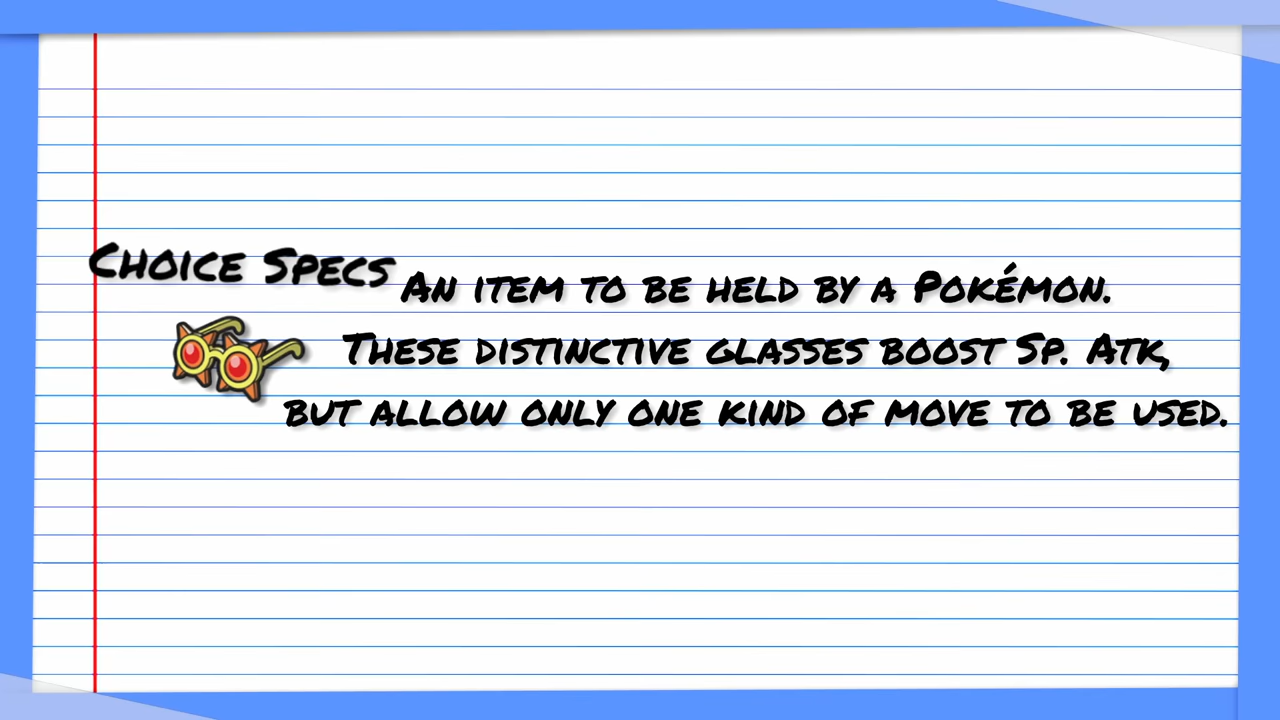 Choice Specs
An item to be held by a Pokémon.
These distinctive glasses boost Sp. Atk,
but allow only one kind of move to be used.